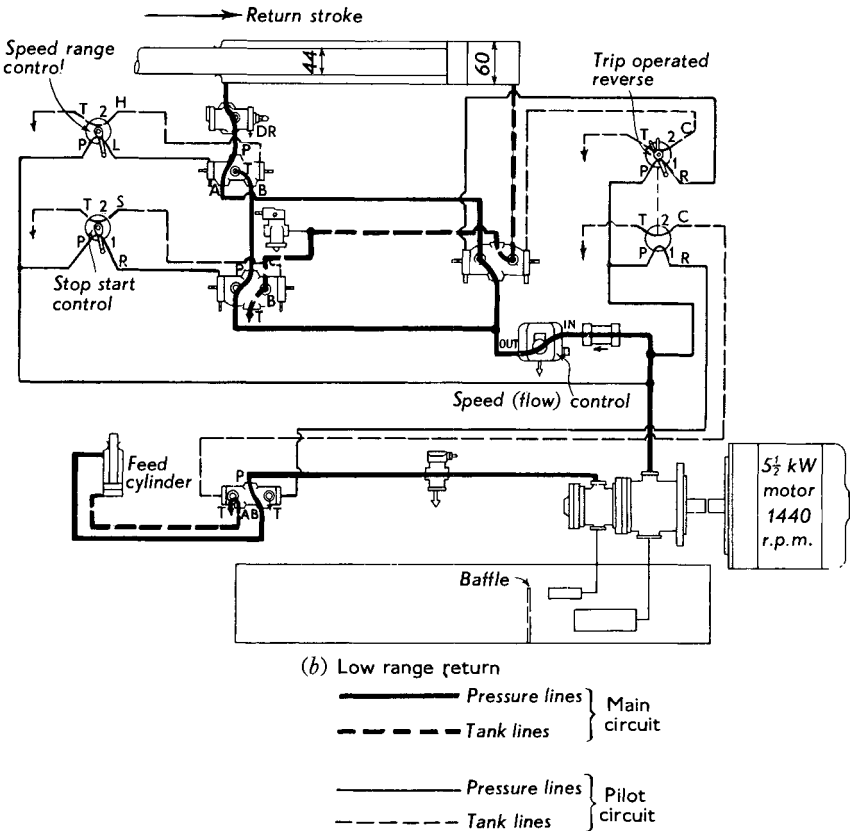 Return stroke
Speed range
control
44
60
Trip operated
reverse
T 2 H
P L
DR
P
T
A B
T 2 C
P 1 R
T 2 S
P 1 R
Stop start
control
P
B
T
T 2 C
P 1 R
OUT
IN
Speed (flow) control
Feed
cylinder
P
T A B T
5½ kW
motor
1440
r.p.m.
Baffle
(b) Low range return
Pressure lines
Tank lines
Main
circuit
Pressure lines
Tank lines
Pilot
circuit